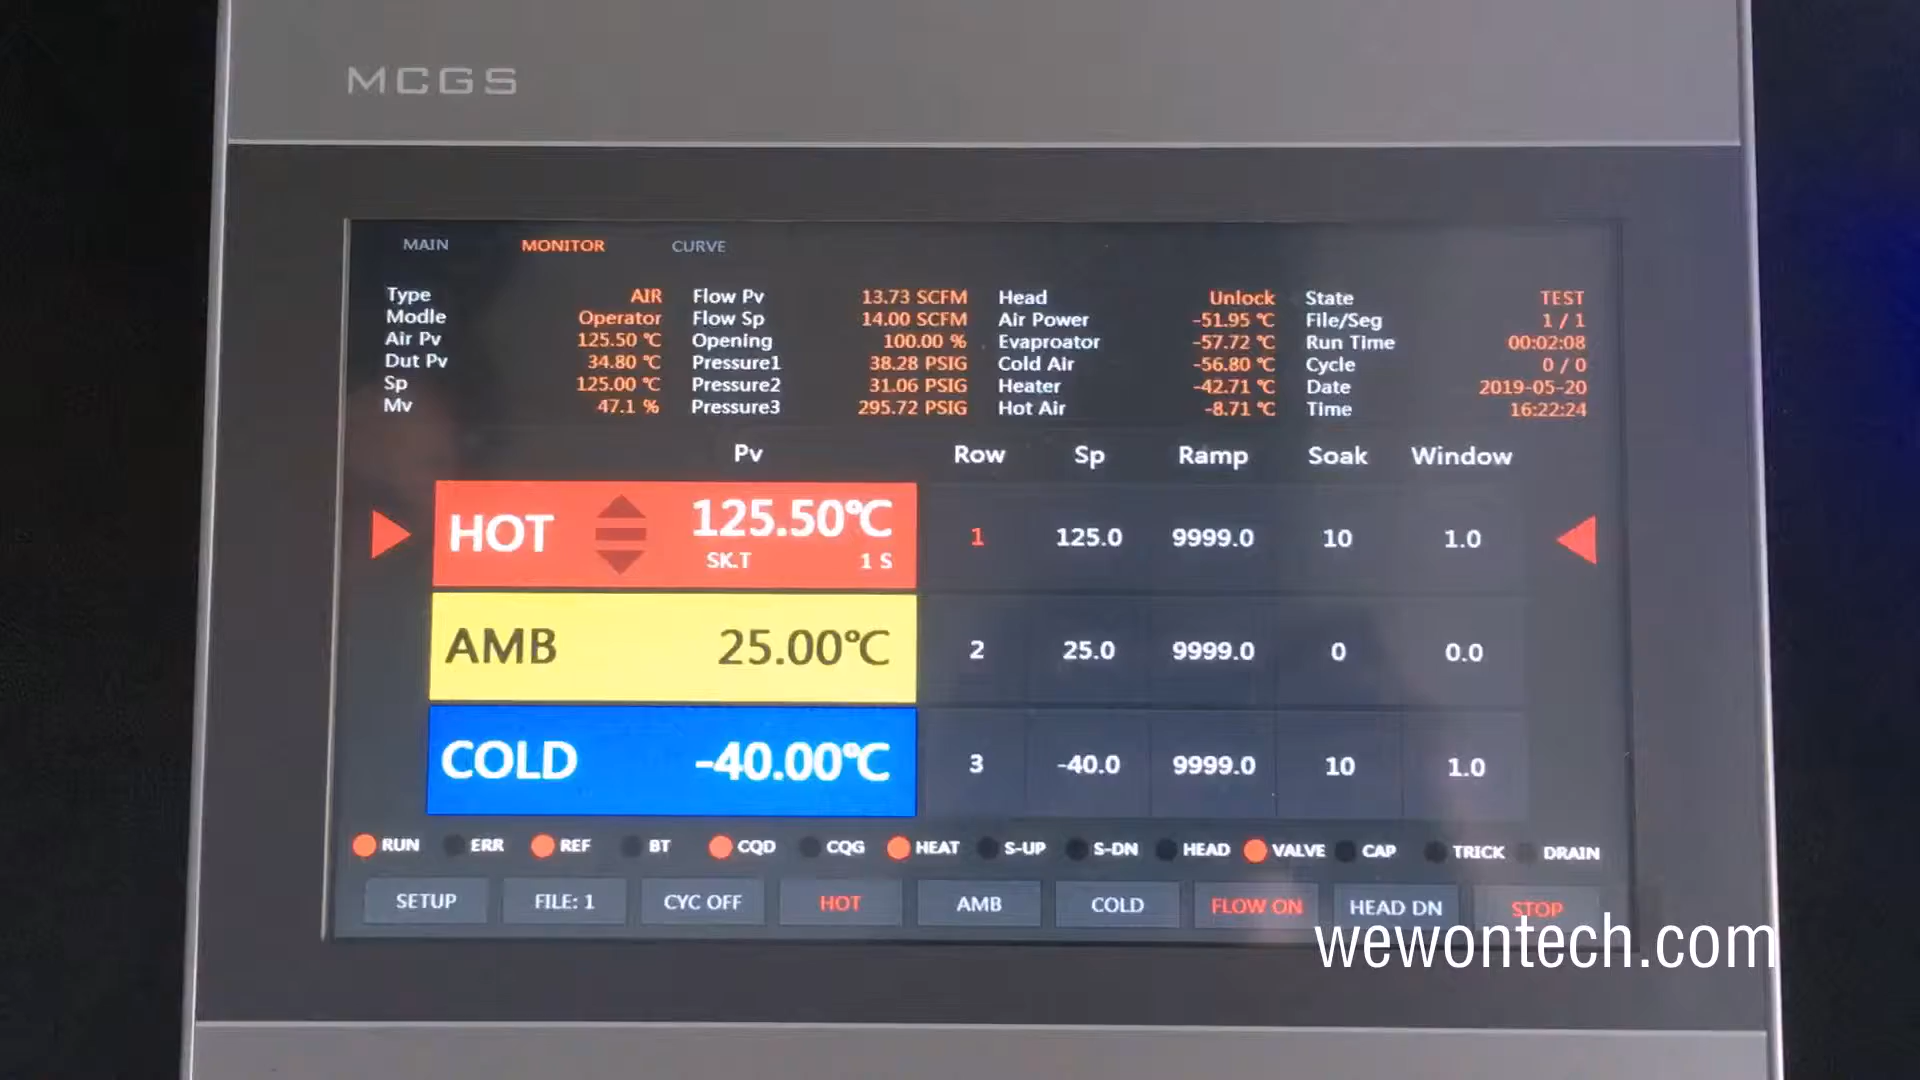 MCGS
MAIN MONITOR CURVE
Type AIR Flow Pv 13.73 SCFM Head Unlock State TEST
Modle Operator Flow Sp 14.00 SCFM Air Power -51.95 ℃ File/Seg 1 / 1
Air Pv 125.50 ℃ Opening 100.00 % Evaproator -57.72 ℃ Run Time 00:02:08
Dut Pv 34.80 ℃ Pressure1 38.28 PSIG Cold Air -56.80 ℃ Cycle 0 / 0
Sp 125.00 ℃ Pressure2 31.06 PSIG Heater -42.71 ℃ Date 2019-05-20
Mv 47.1 % Pressure3 295.72 PSIG Hot Air -8.71 ℃ Time 16:22:24
Pv Row Sp Ramp Soak Window
HOT 125.50℃ 1 125.0 9999.0 10 1.0
SK.T 1 S
AMB 25.00℃ 2 25.0 9999.0 0 0.0
COLD -40.00℃ 3 -40.0 9999.0 10 1.0
RUN ERR REF BT CQD CQG HEAT S-UP S-DN HEAD VALVE CAP TRICK DRAIN
SETUP FILE: 1 CYC OFF HOT AMB COLD FLOW ON HEAD DN STOP
wewontech.com